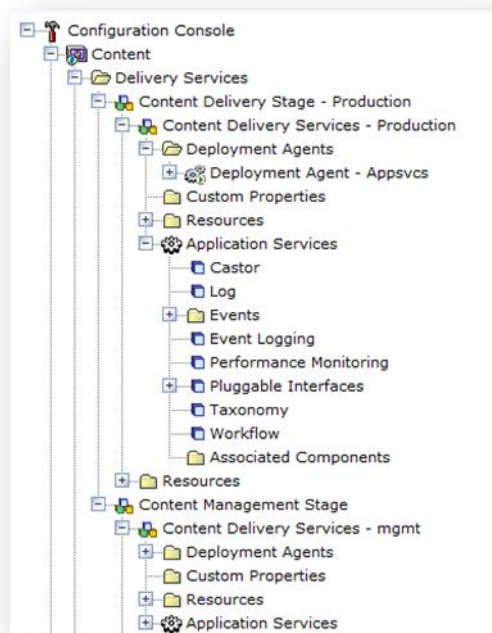 Configuration Console
Content
Delivery Services
Content Delivery Stage - Production
Content Delivery Services - Production
Deployment Agents
Deployment Agent - Appsvcs
Custom Properties
Resources
Application Services
Castor
Log
Events
Event Logging
Performance Monitoring
Pluggable Interfaces
Taxonomy
Workflow
Associated Components
Resources
Content Management Stage
Content Delivery Services - mgmt
Deployment Agents
Custom Properties
Resources
Application Services